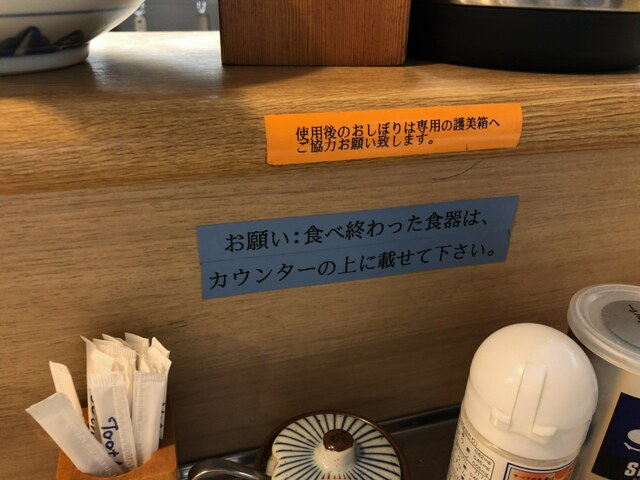 使用後のおしぼりは専用の護美箱へ
ご協力お願い致します。
お願い：食べ終わった食器は、
カウンターの上に載せて下さい。
Toot